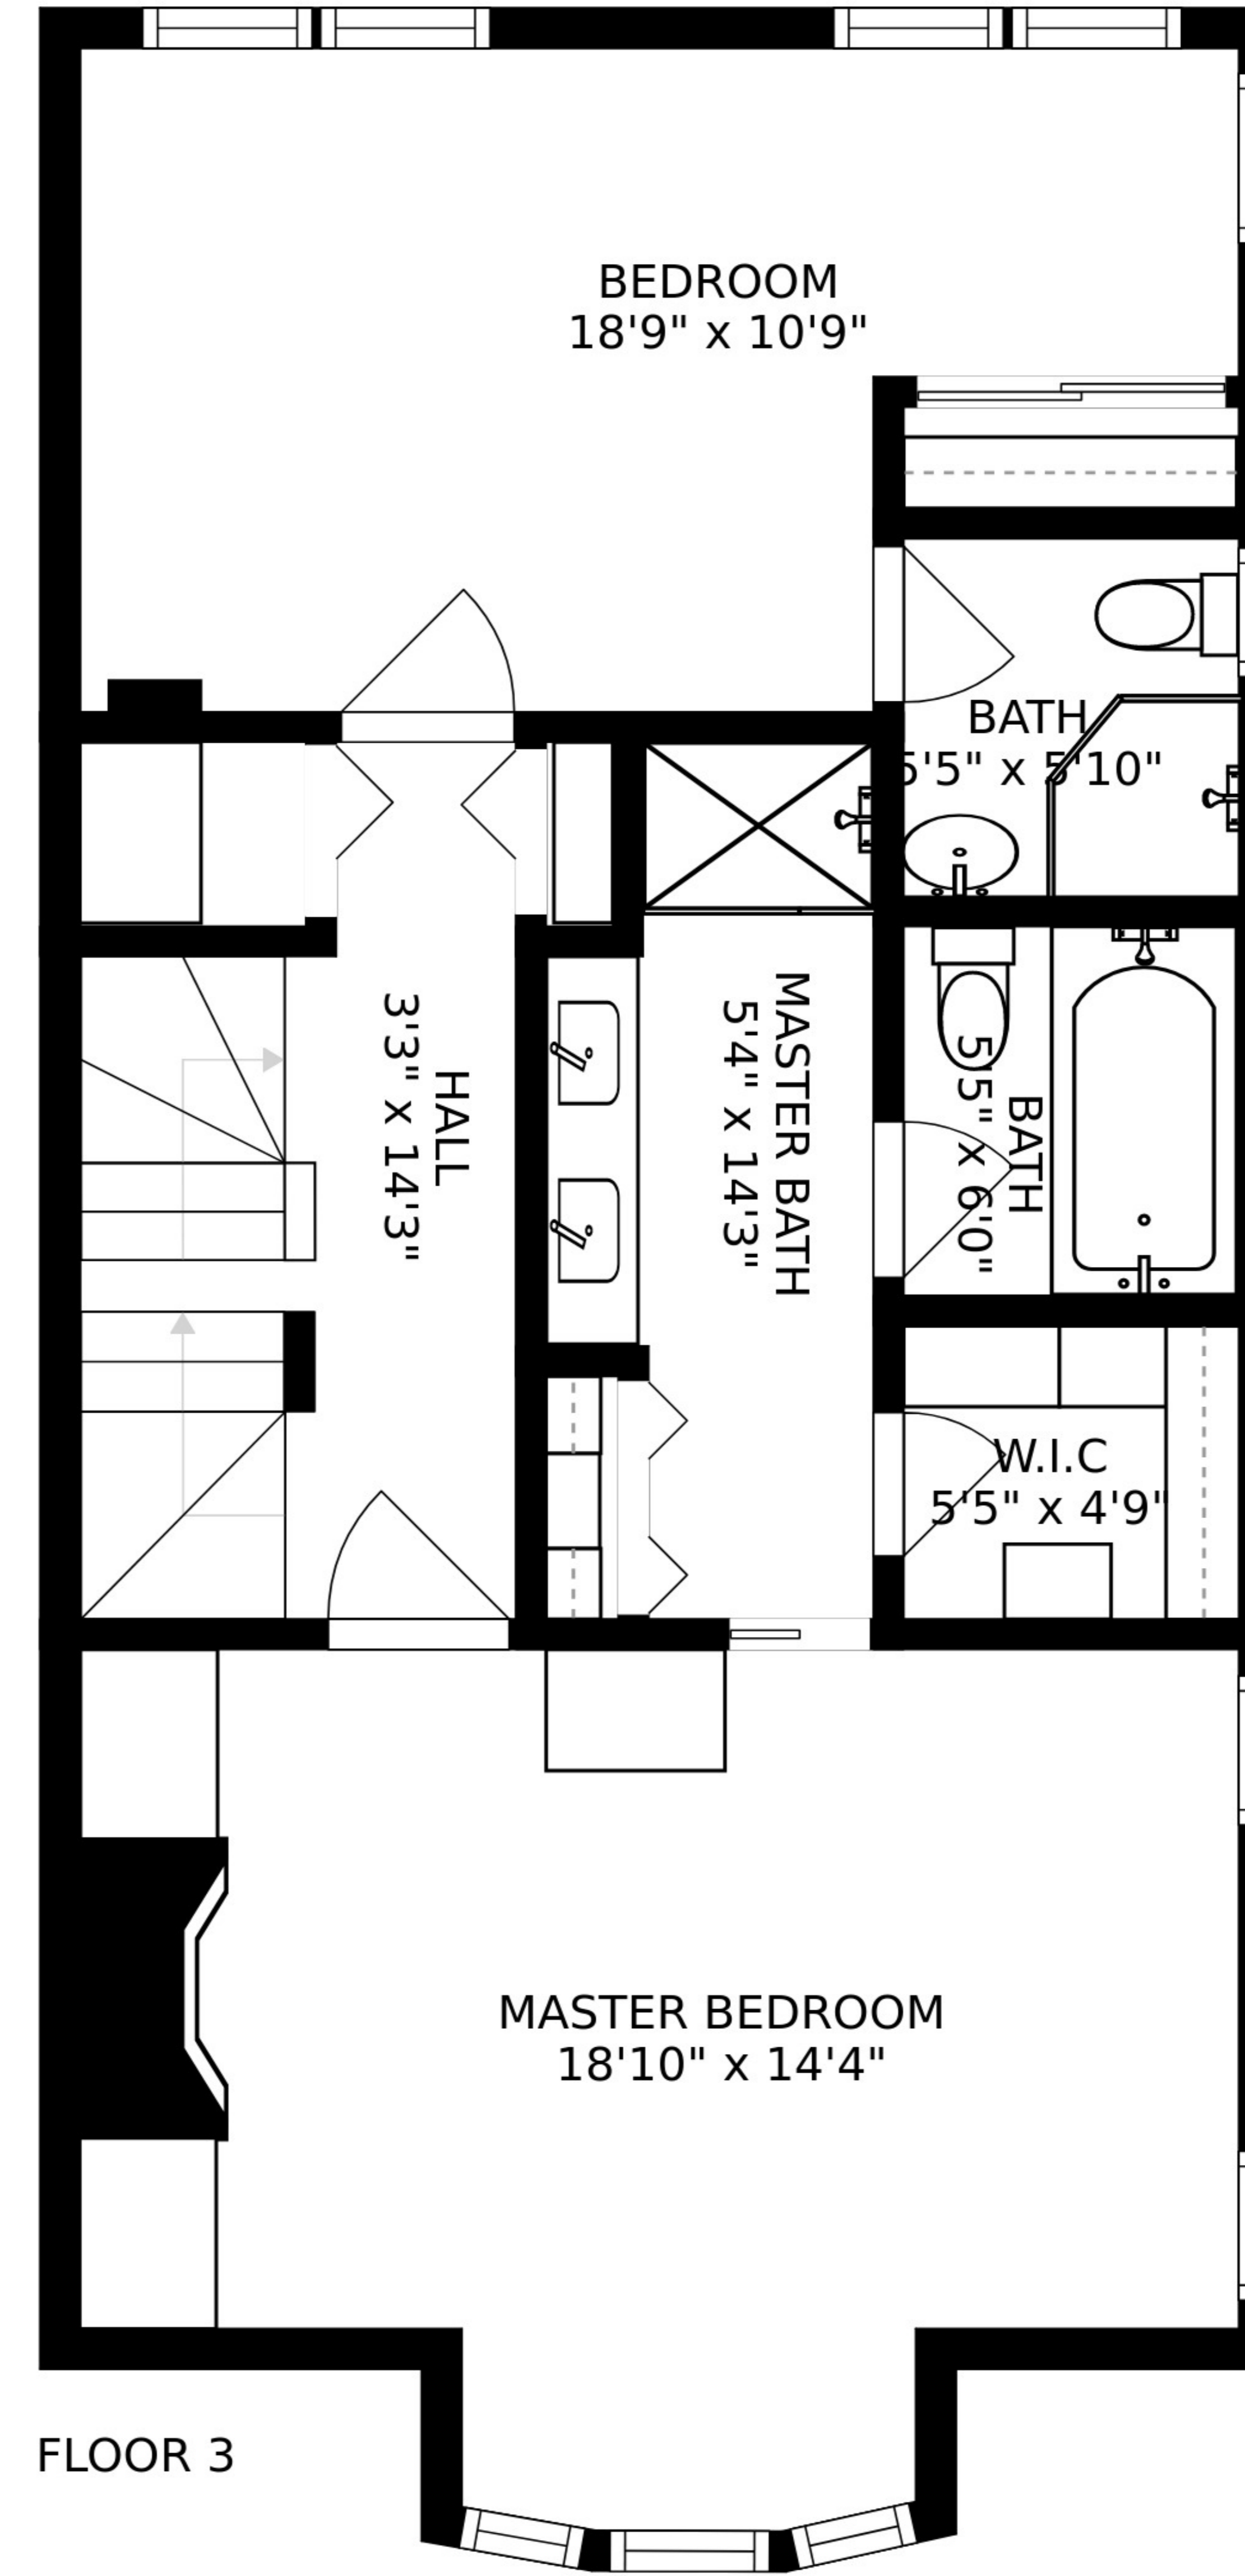 BEDROOM
18'9" x 10'9"
BATH
5'5" x 5'10"
MASTER BATH
5'4" x 14'3"
HALL
3'3" x 14'3"
BATH
5'5" x 6'0"
W.I.C
5'5" x 4'9"
MASTER BEDROOM
18'10" x 14'4"
FLOOR 3